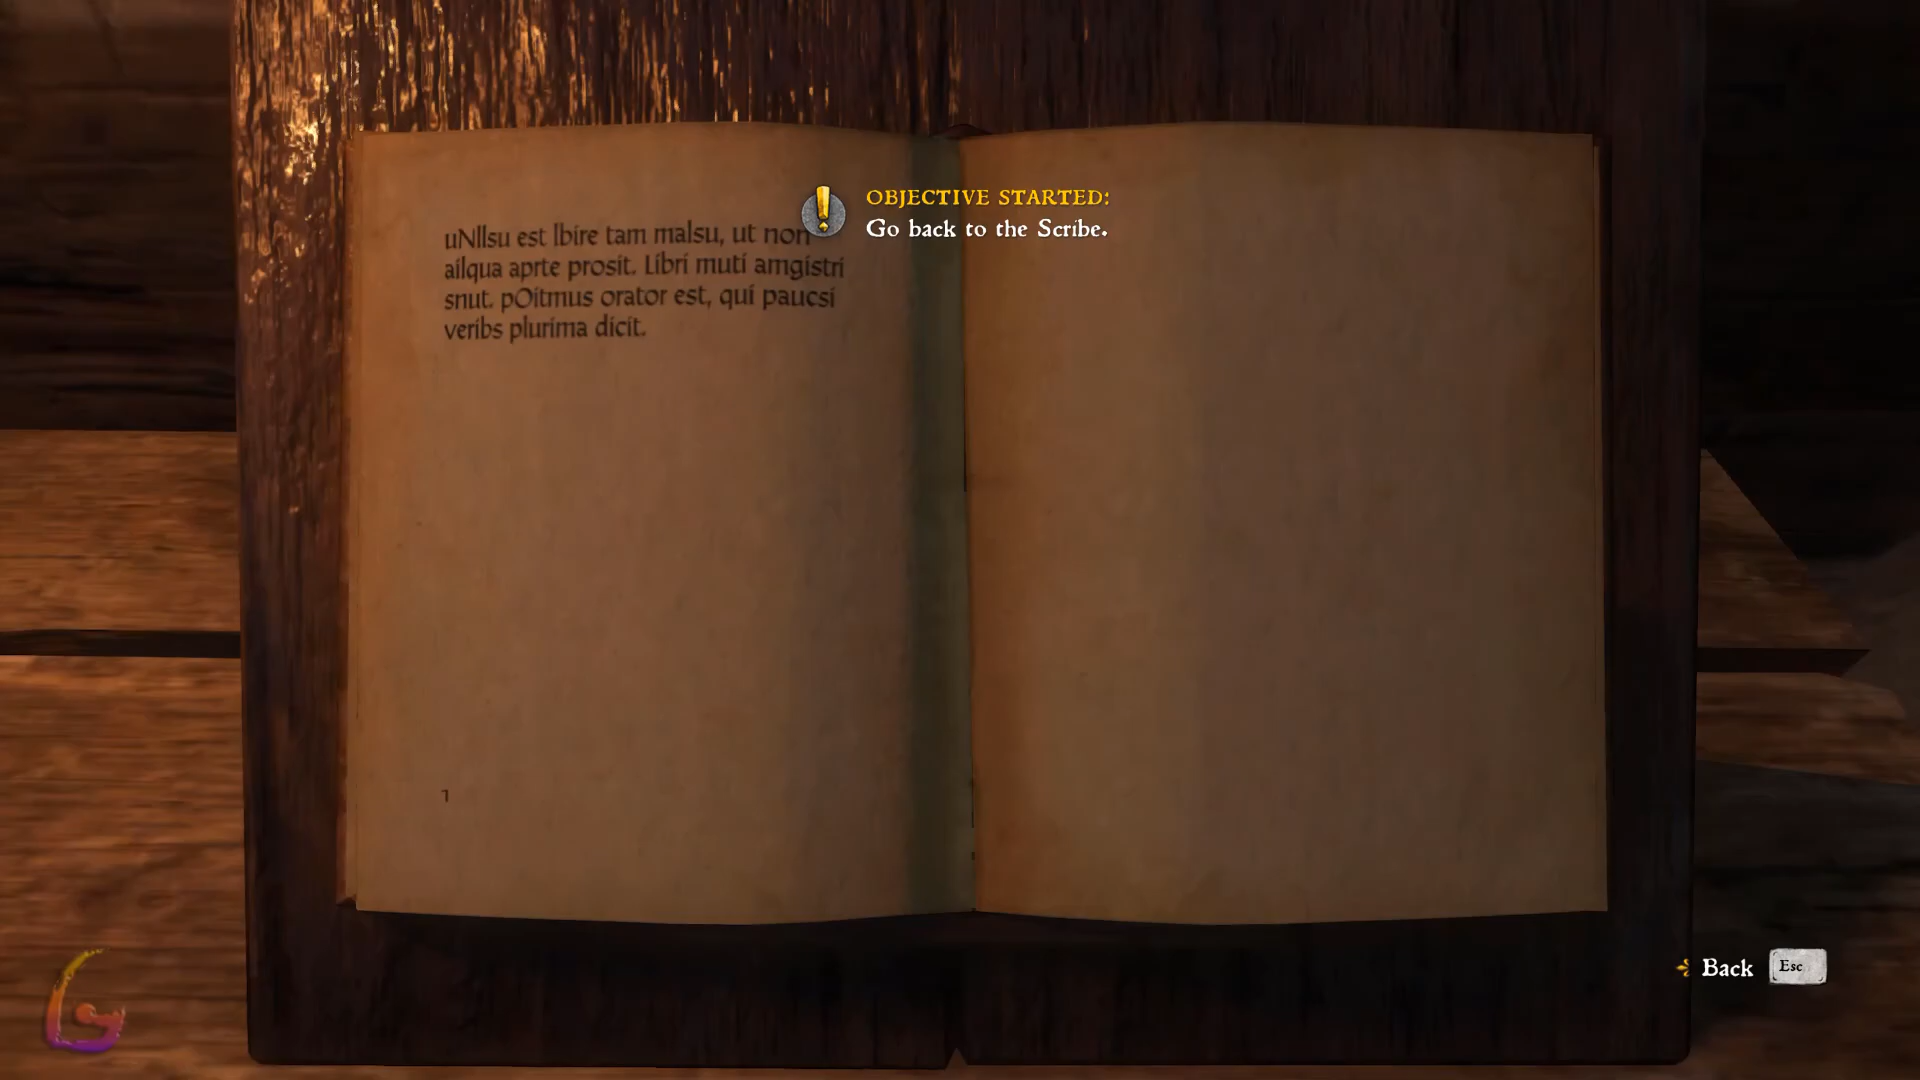 OBJECTIVE STARTED:
Go back to the Scribe.
uNllsu est lbire tam malsu, ut non
ailqua aprte prosit. Libri muti amgistri
snut. pOitmus orator est, qui paucsi
veribs plurima dicit.
1
Back Esc